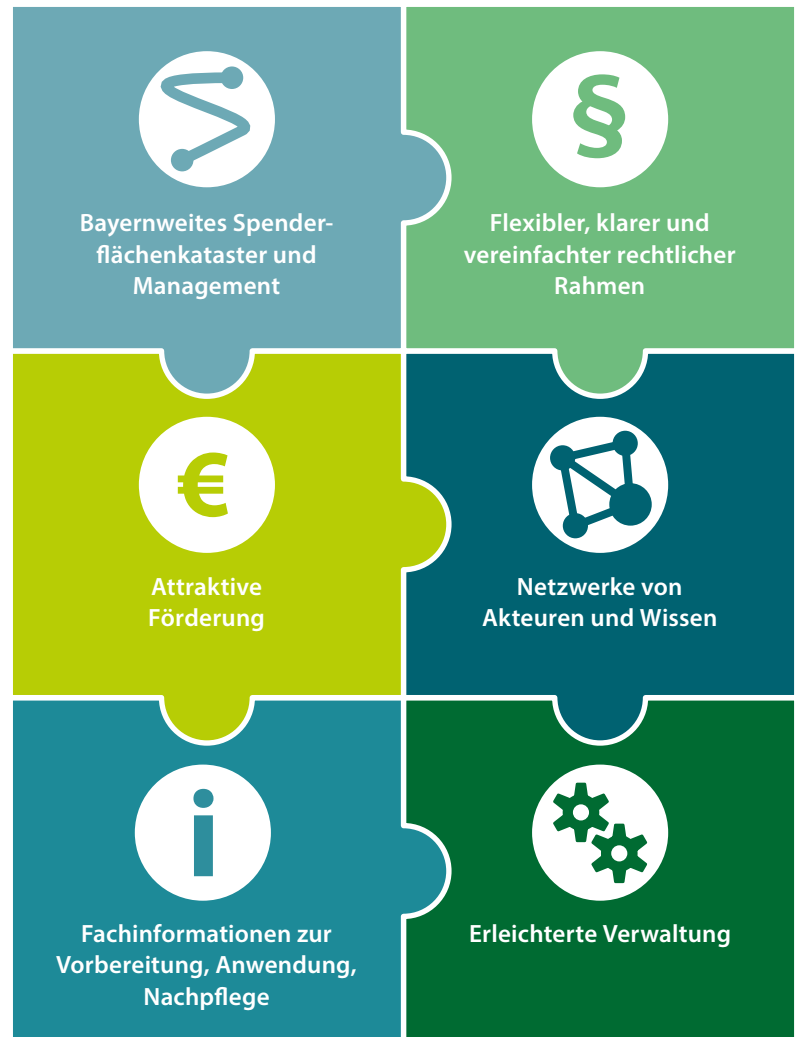 Bayernweites Spender-
flächenkataster und
Management
§
Flexibler, klarer und
vereinfachter rechtlicher
Rahmen
€
Attraktive
Förderung
Netzwerke von
Akteuren und Wissen
i
Fachinformationen zur
Vorbereitung, Anwendung,
Nachpflege
Erleichterte Verwaltung